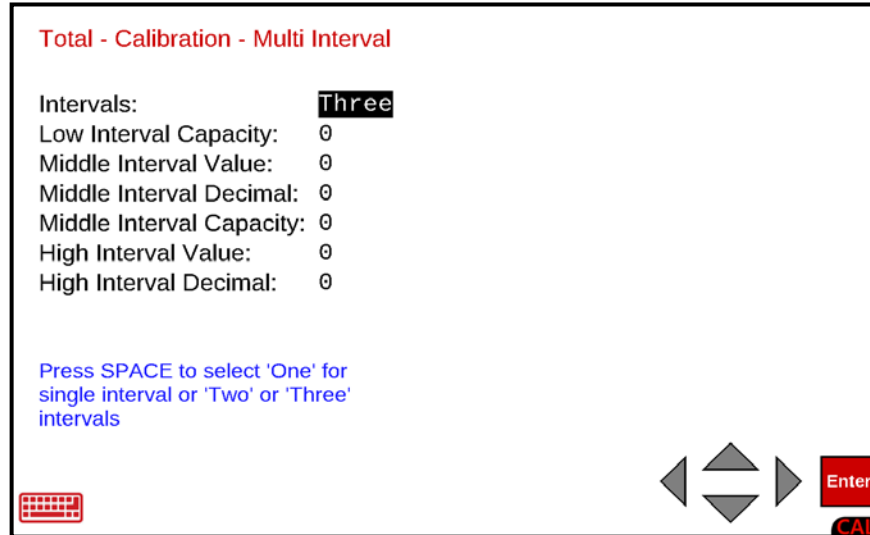 Total - Calibration - Multi Interval
Intervals: Three
Low Interval Capacity: 0
Middle Interval Value: 0
Middle Interval Decimal: 0
Middle Interval Capacity: 0
High Interval Value: 0
High Interval Decimal: 0
Press SPACE to select 'One' for
single interval or 'Two' or 'Three'
intervals
Enter